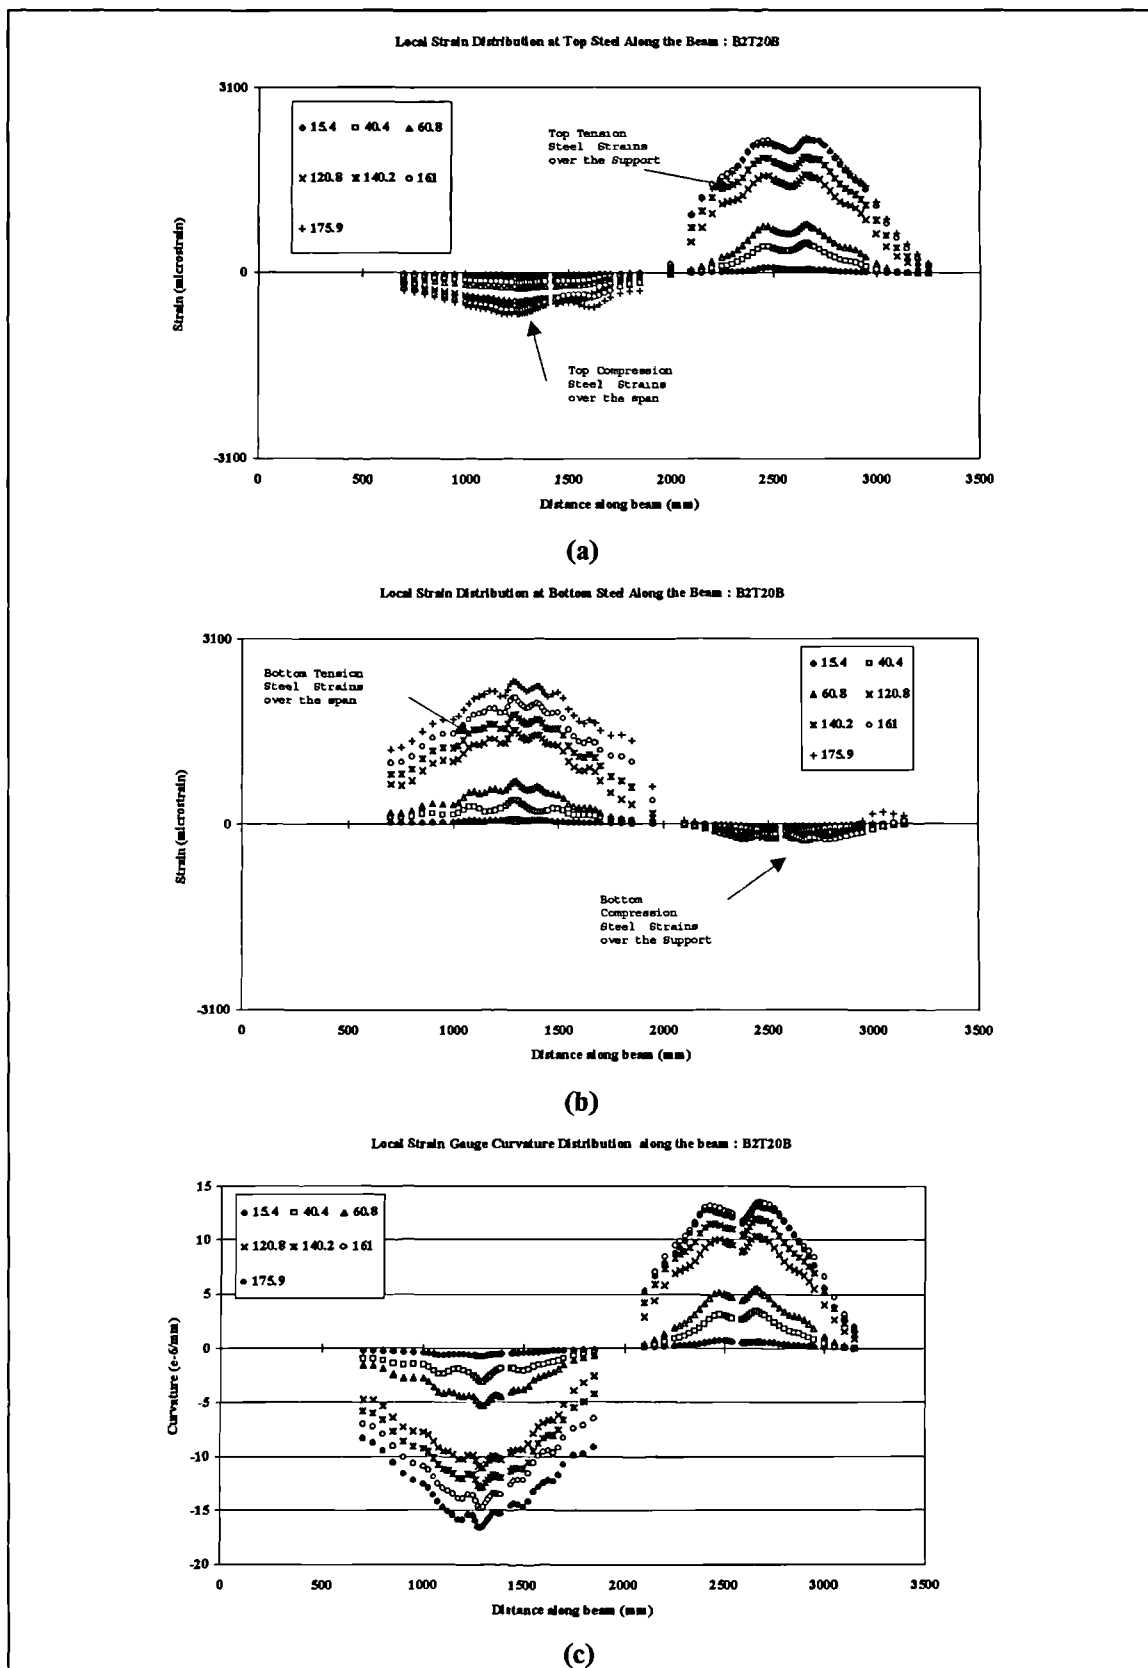 Local Strain Distribution at Top Steel Along the Beam : B2T20B
3100
15.4 40.4 60.8
120.8 140.2 161
175.9
Top Tension
Steel Strains
over the Support
0
Strain (microstrain)
Top Compression
Steel Strains
over the span
-3100
0 500 1000 1500 2000 2500 3000 3500
Distance along beam (mm)
(a)
Local Strain Distribution at Bottom Steel Along the Beam : B2T20B
3100
Bottom Tension
Steel Strains
over the span
15.4 40.4
60.8 120.8
140.2 161
175.9
0
Strain (microstrain)
Bottom
Compression
Steel Strains
over the Support
-3100
0 500 1000 1500 2000 2500 3000 3500
Distance along beam (mm)
(b)
Local Strain Gauge Curvature Distribution along the beam : B2T20B
15
15.4 40.4 60.8
120.8 140.2 161
175.9
10
5
0
-5
-10
-15
-20
Curvature (e-6/mm)
0 500 1000 1500 2000 2500 3000 3500
Distance along beam (mm)
(c)